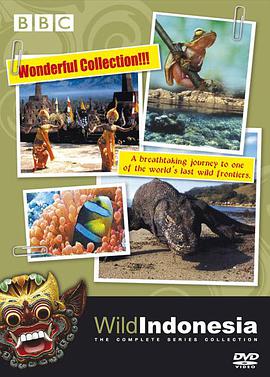 BBC
Wonderful Collection!!!
A breathtaking journey to one
of the world's last wild frontiers.
WildIndonesia
THE COMPLETE SERIES COLLECTION
DVD
VIDEO